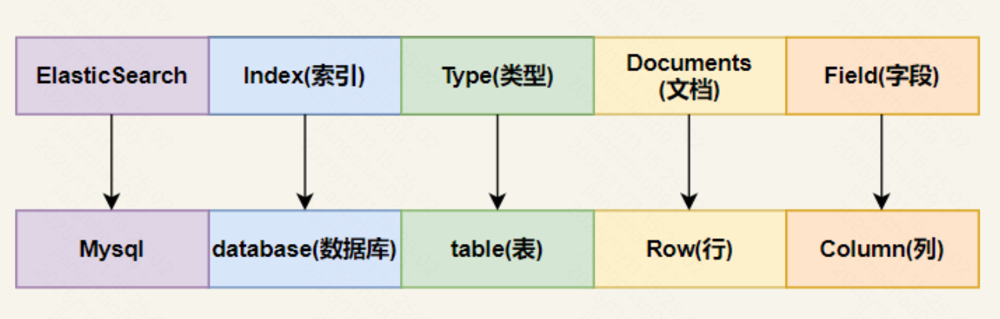 ElasticSearch
Index(索引)
Type(类型)
Documents
(文档)
Field(字段)
Mysql
database(数据库)
table(表)
Row(行)
Column(列)